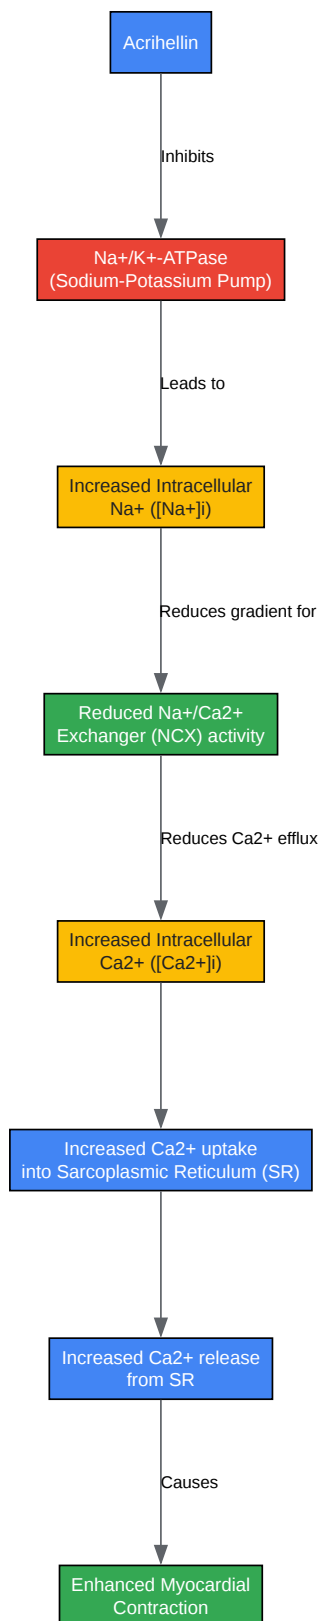 Acrihellin
Inhibits
Na+/K+-ATPase
(Sodium-Potassium Pump)
Leads to
Increased Intracellular
Na+ ([Na+]i)
Reduces gradient for
Reduced Na+/Ca2+
Exchanger (NCX) activity
Reduces Ca2+ efflux
Increased Intracellular
Ca2+ ([Ca2+]i)
Increased Ca2+ uptake
into Sarcoplasmic Reticulum (SR)
Increased Ca2+ release
from SR
Causes
Enhanced Myocardial
Contraction